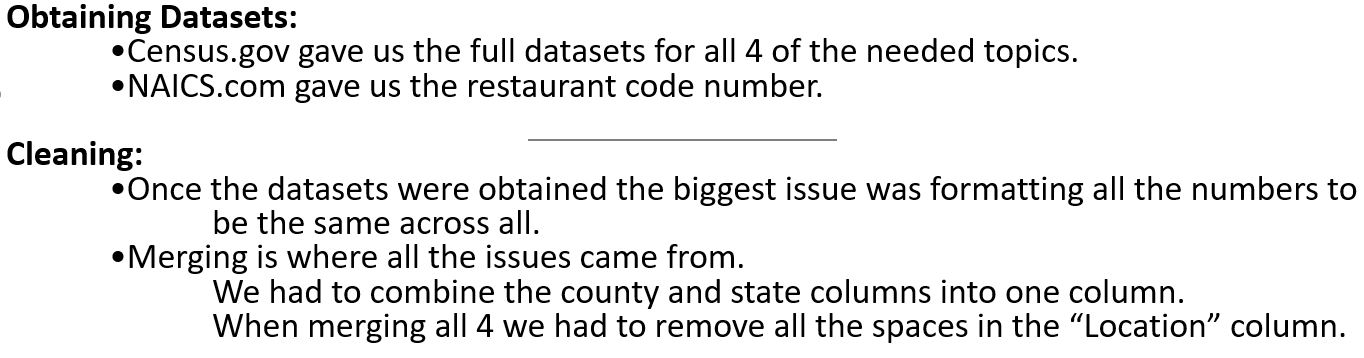 Obtaining Datasets:
•Census.gov gave us the full datasets for all 4 of the needed topics.
•NAICS.com gave us the restaurant code number.
Cleaning:
•Once the datasets were obtained the biggest issue was formatting all the numbers to
be the same across all.
•Merging is where all the issues came from.
We had to combine the county and state columns into one column.
When merging all 4 we had to remove all the spaces in the “Location” column.